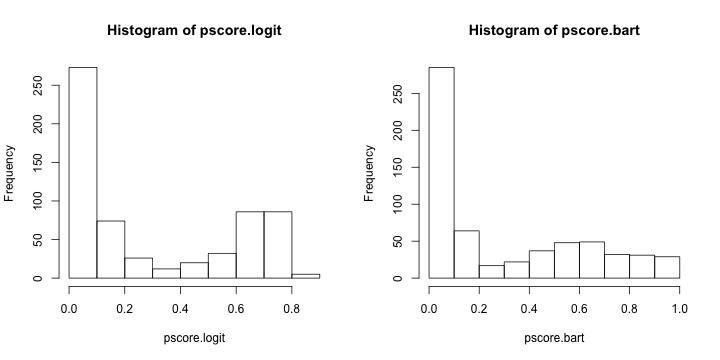 Histogram of pscore.logit
Frequency
250
200
150
100
50
0
0.0 0.2 0.4 0.6 0.8
pscore.logit
Histogram of pscore.bart
Frequency
250
200
150
100
50
0
0.0 0.2 0.4 0.6 0.8 1.0
pscore.bart